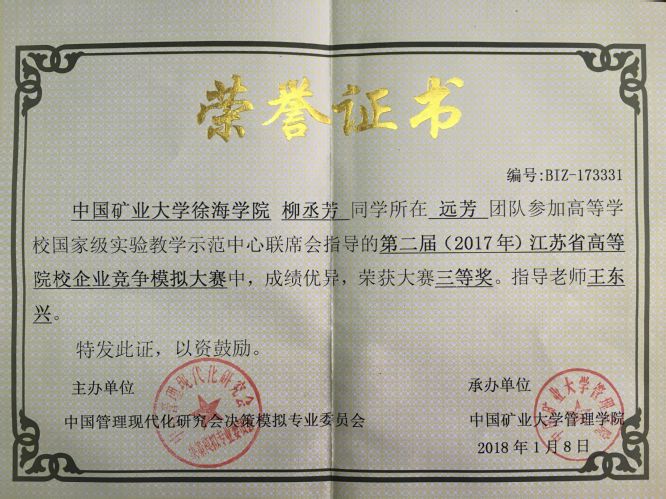 荣誉证书
编号:BIZ-173331
中国矿业大学徐海学院 柳丞芳 同学所在 远芳 团队参加高等学
校国家级实验教学示范中心联席会指导的第二届(2017年)江苏省高等
院校企业竞争模拟大赛中，成绩优异，荣获大赛三等奖。指导老师王东
兴。
特发此证，以资鼓励。
主办单位
承办单位
中国管理现代化研究会决策模拟专业委员会
中国矿业大学管理学院
2018年1月8日